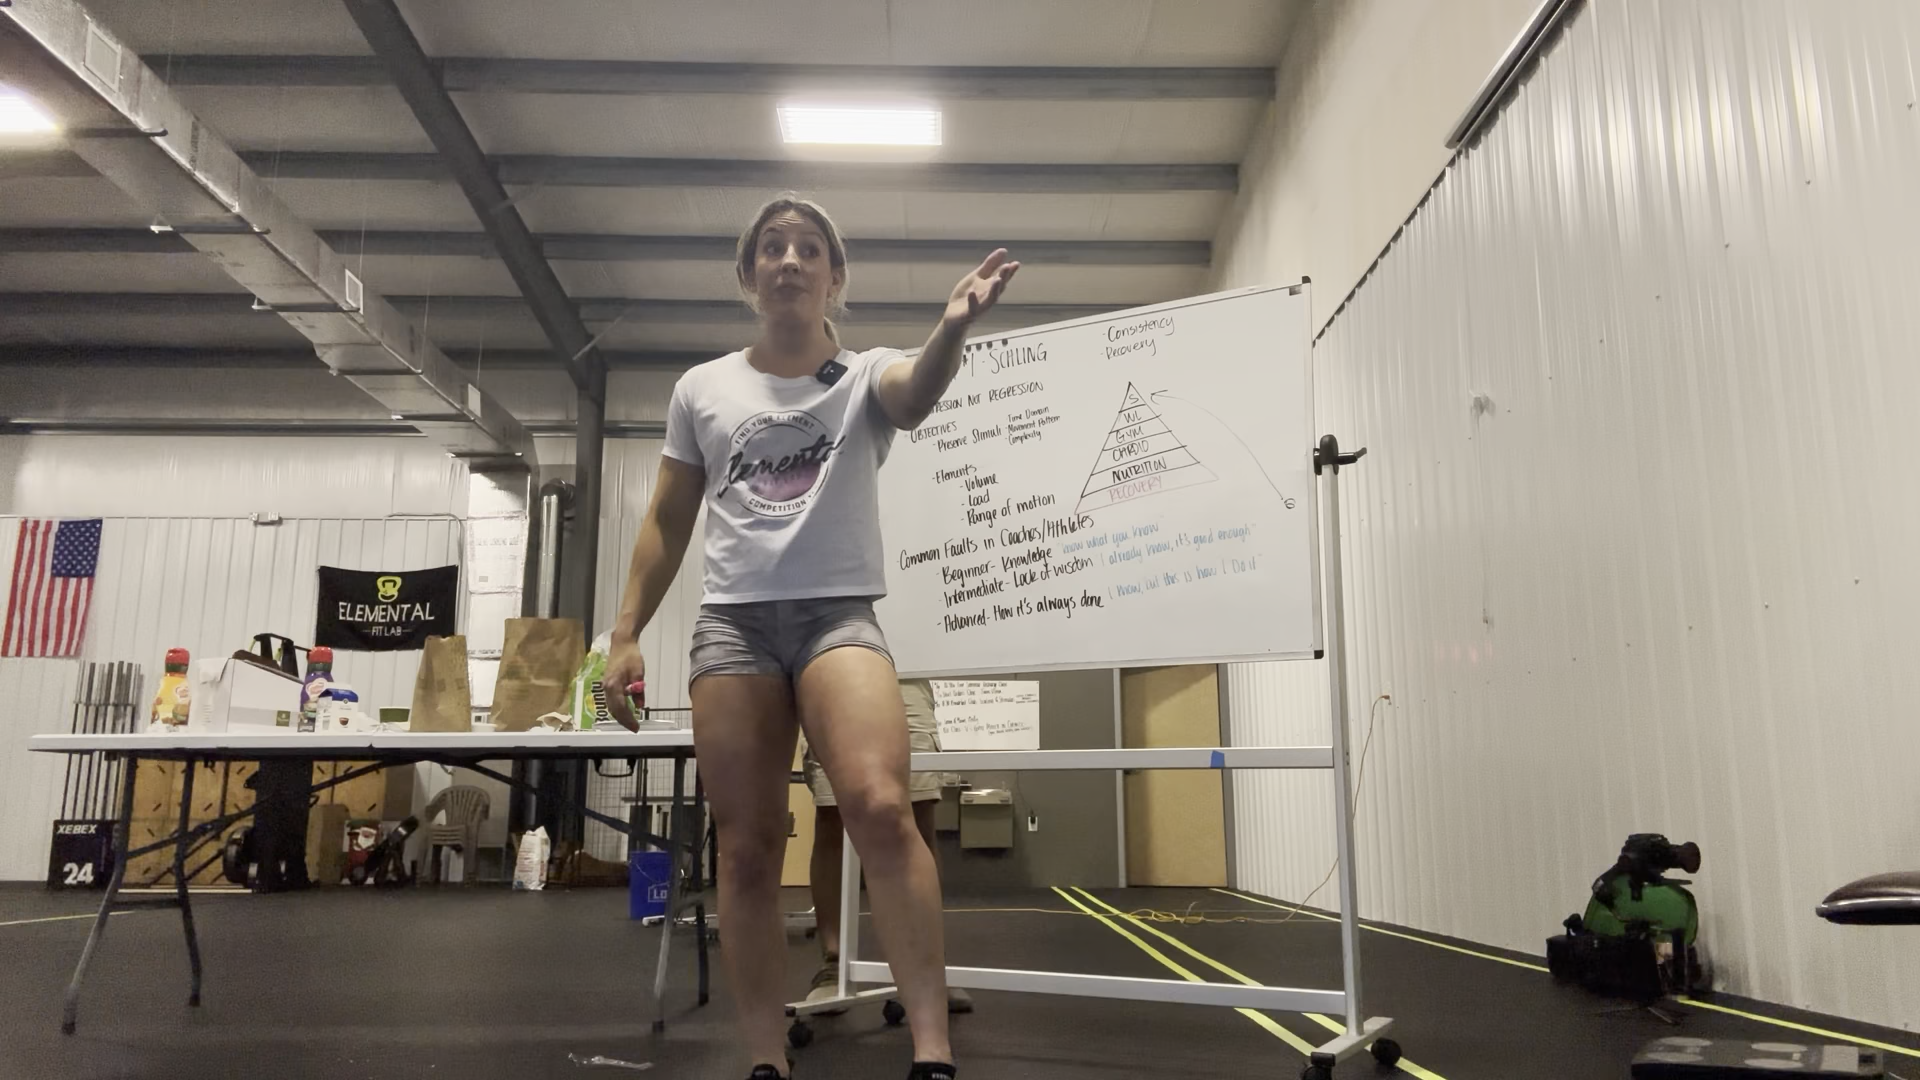 #1 - SCALING
- Consistency
- Recovery
ESSION NOT REGRESSION
- OBJECTIVES
- Preserve Stimuli
- Time Domain
- Movement Pattern
- Complexity
- Elements
- Volume
- Load
- Range of motion
S
WL
GYM
CARDIO
NUTRITION
RECOVERY
Common Faults in Coaches/Athletes
- Beginner- Knowledge "know what you know"
- Intermediate- Lack of wisdom "I already know, it's good enough"
- Advanced- How it's always done "I know, but this is how I Do it"
FIND YOUR ELEMENT
Elemental
COMPETITION
ELEMENTAL
FIT LAB
Bounty
XEBEX
24